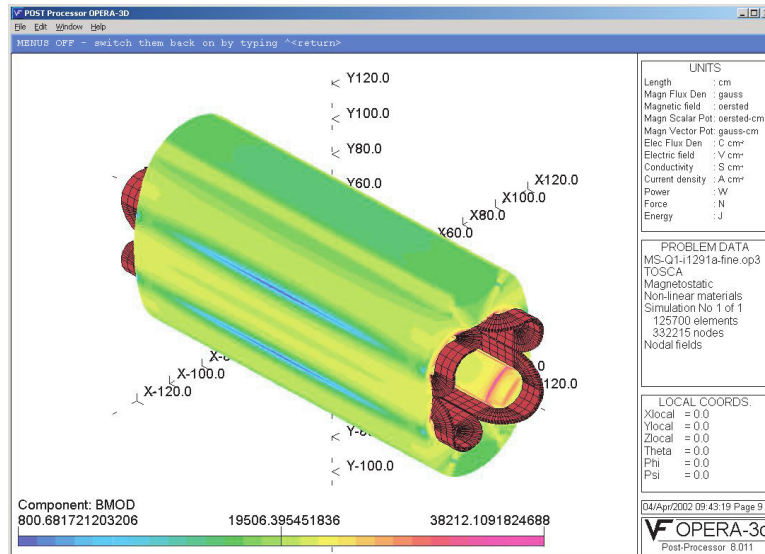 POST Processor OPERA-3D
File Edit Window Help
MENUS OFF - switch them back on by typing ^<return>
Y120.0
Y100.0
Y80.0
Y60.0
X120.0
X100.0
X80.0
X60.0
X-100.0
X-120.0
120.0
Y-100.0
Component: BMOD
800.681721203206 19506.395451836 38212.1091824688
UNITS
Length : cm
Magn Flux Den : gauss
Magnetic field : oersted
Magn Scalar Pot: oersted-cm
Magn Vector Pot: gauss-cm
Elec Flux Den : C cm²
Electric field : V cm
Conductivity : S cm
Current density : A cm²
Power : W
Force : N
Energy : J
PROBLEM DATA
MS-Q1-i1291a-fine.op3
TOSCA
Magnetostatic
Non-linear materials
Simulation No 1 of 1
125700 elements
332215 nodes
Nodal fields
LOCAL COORDS.
Xlocal = 0.0
Ylocal = 0.0
Zlocal = 0.0
Theta = 0.0
Phi = 0.0
Psi = 0.0
04/Apr/2002 09:43:19 Page 9
VF OPERA-3d
Post-Processor 8.011